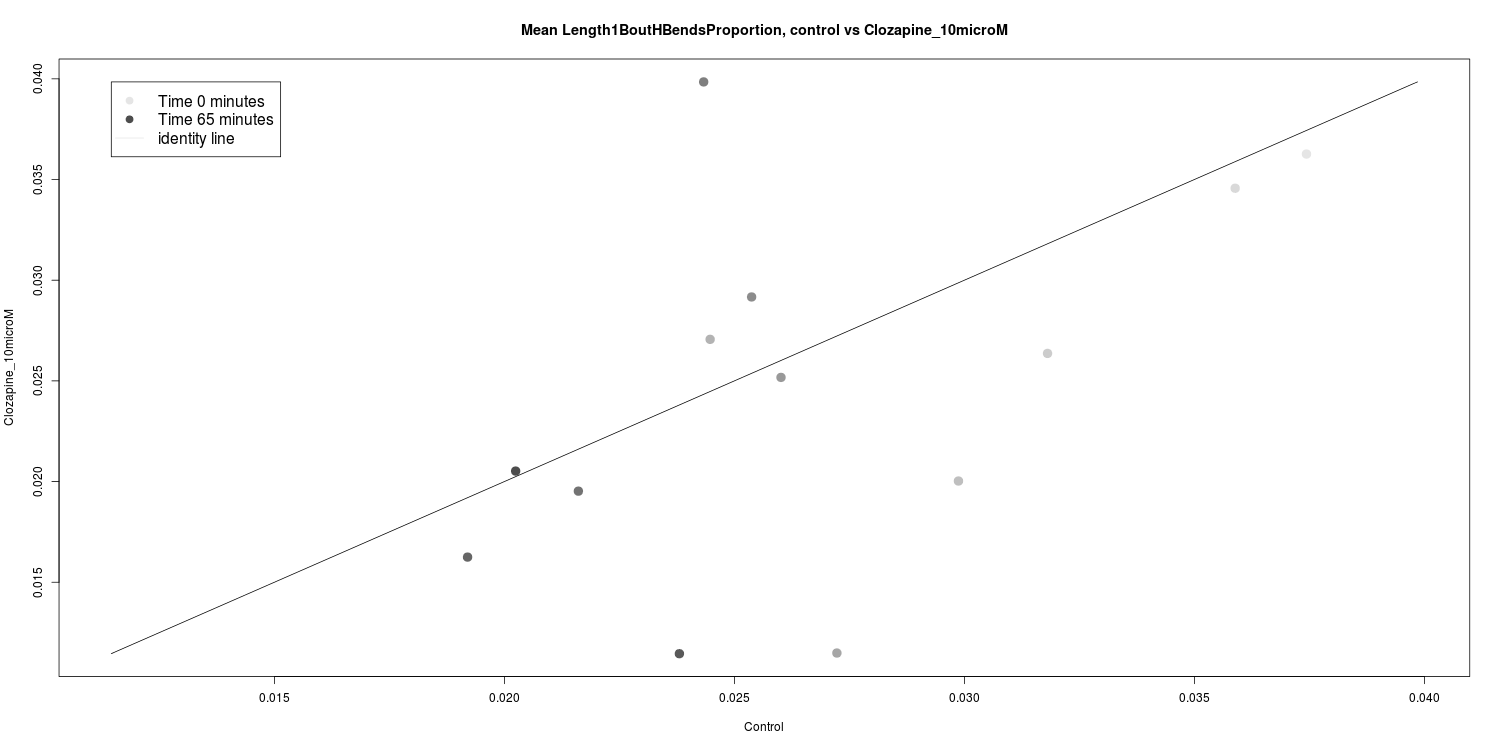 Mean Length1BoutHBendsProportion, control vs Clozapine_10microM
Time 0 minutes
Time 65 minutes
identity line
0.040
0.035
0.030
0.025
0.020
0.015
Clozapine_10microM
0.015
0.020
0.025
0.030
0.035
0.040
Control